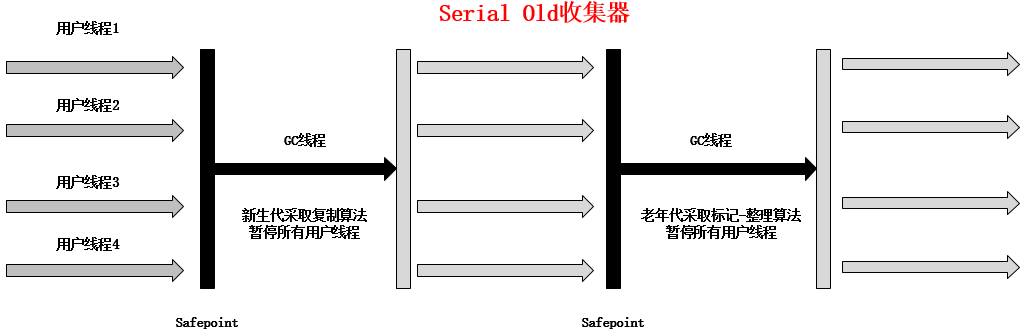 Serial Old收集器
用户线程1
用户线程2
用户线程3
用户线程4
GC线程
新生代采取复制算法
暂停所有用户线程
GC线程
老年代采取标记-整理算法
暂停所有用户线程
Safepoint
Safepoint